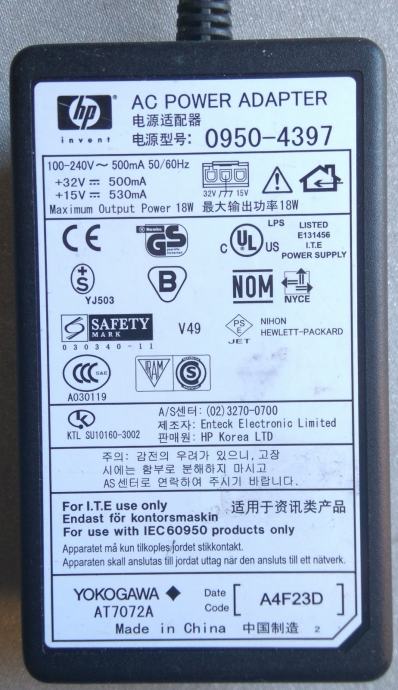 hp
invent
AC POWER ADAPTER
电源适配器
电源型号: 0950-4397
100-240V～ 500mA 50/60Hz
+32V ⎓ 500mA
+15V ⎓ 530mA
32V 15V
Maximum Output Power 18W 最大输出功率18W
CE
GS
C UL US
LPS LISTED
E131456
I.T.E
POWER SUPPLY
+S
YJ503
B
NOM
NYCE
S SAFETY
MARK
030340-11
V49
PS
E
JET
NIHON
HEWLETT-PACKARD
CCC S&E
A030119
IRAM
S
KTL SU10160-3002
A/S센터: (02)3270-0700
제조자: Enteck Electronic Limited
판매원: HP Korea LTD
주의: 감전의 우려가 있으니, 고장
시에는 함부로 분해하지 마시고
AS센터로 연락하여 주시기 바랍니다.
For I.T.E use only 适用于资讯类产品
Endast för kontorsmaskin
For use with IEC60950 products only
Apparatet må kun tilkoples jordet stikkontakt.
Apparaten skall anslutas till jordat uttag när den ansluts till ett nätverk.
YOKOGAWA ◆
AT7072A
Date
Code [ A4F23D ]
Made in China 中国制造 2